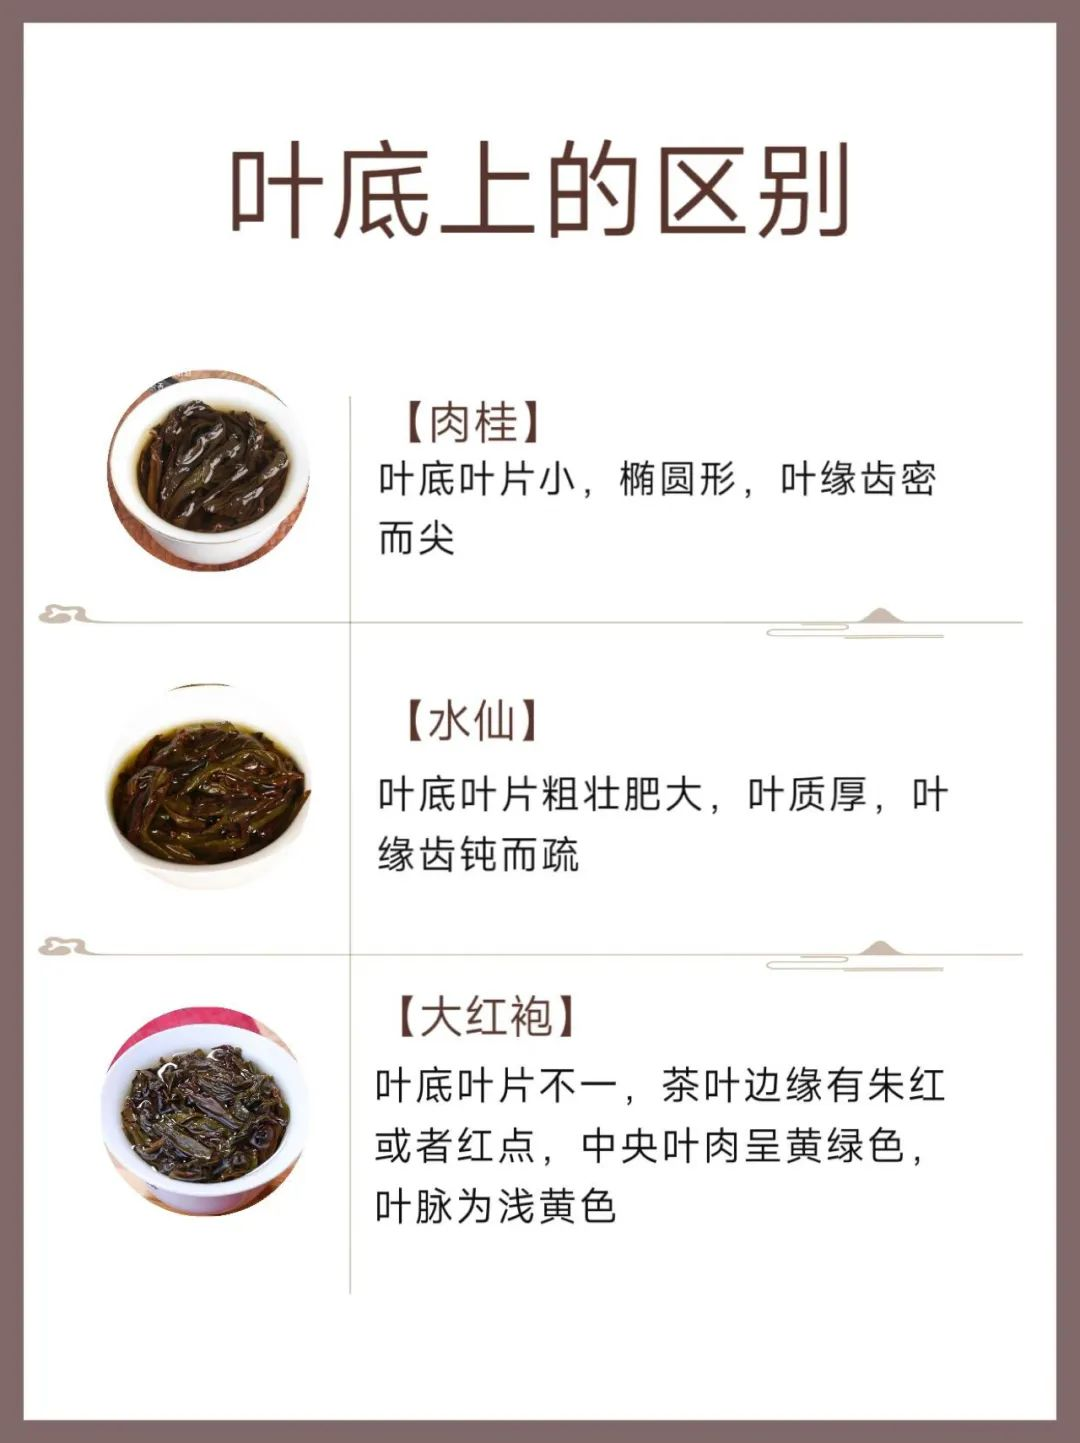 叶底上的区别
【肉桂】
叶底叶片小，椭圆形，叶缘齿密
而尖
【水仙】
叶底叶片粗壮肥大，叶质厚，叶
缘齿钝而疏
【大红袍】
叶底叶片不一，茶叶边缘有朱红
或者红点，中央叶肉呈黄绿色，
叶脉为浅黄色